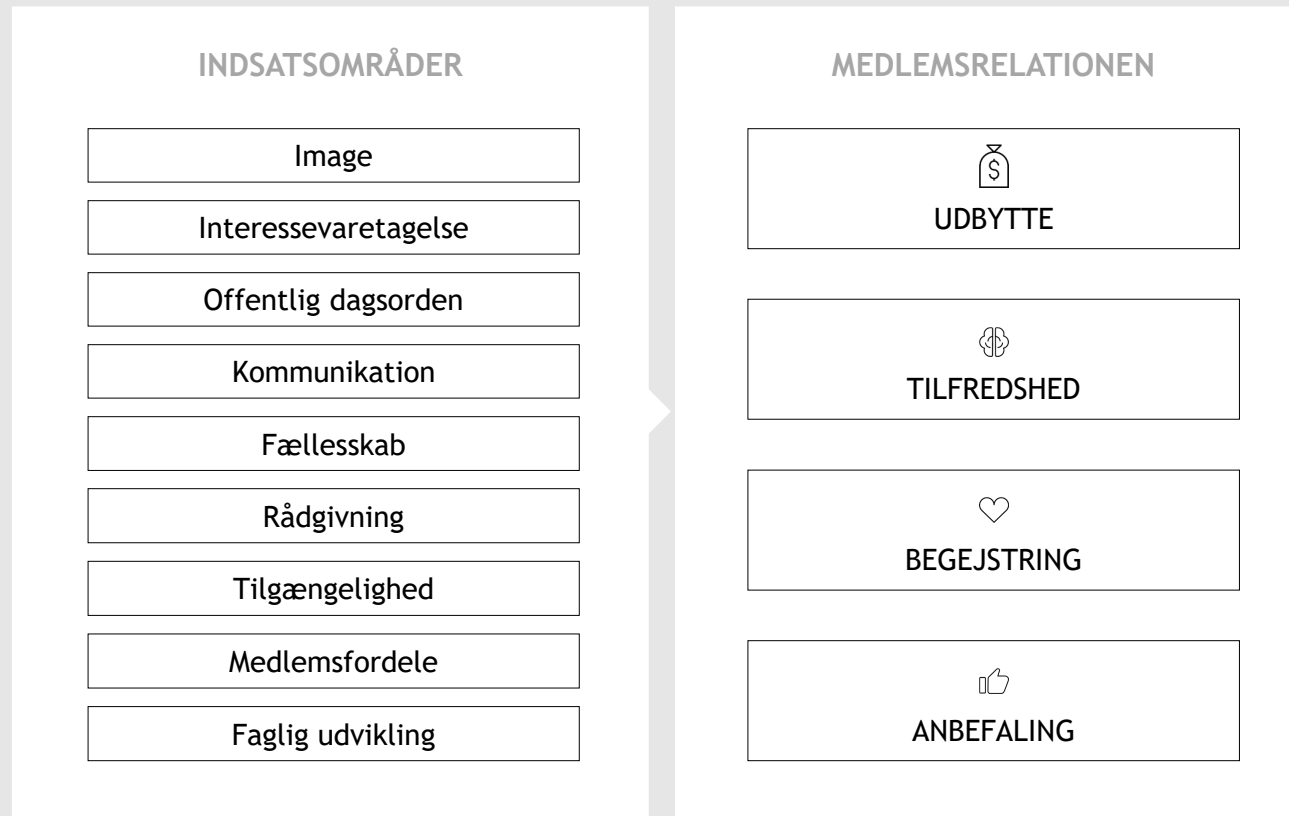 INDSATSOMRÅDER
Image
Interessevaretagelse
Offentlig dagsorden
Kommunikation
Fællesskab
Rådgivning
Tilgængelighed
Medlemsfordele
Faglig udvikling
MEDLEMSRELATIONEN
$
UDBYTTE
TILFREDSHED
BEGEJSTRING
ANBEFALING